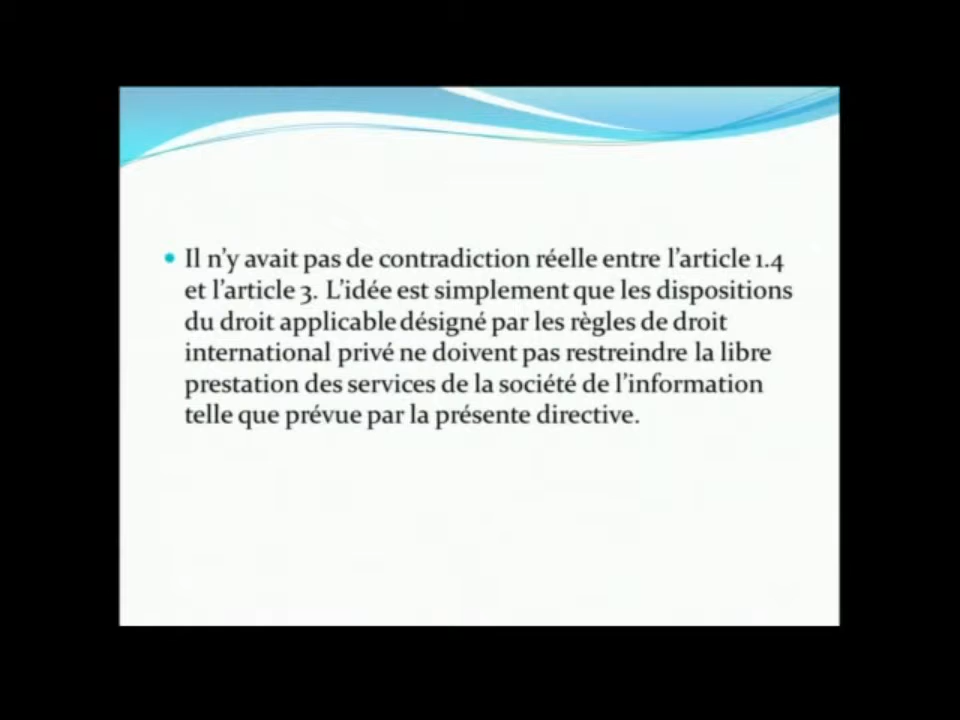 • Il n’y avait pas de contradiction réelle entre l’article 1.4
et l’article 3. L’idée est simplement que les dispositions
du droit applicable désigné par les règles de droit
international privé ne doivent pas restreindre la libre
prestation des services de la société de l’information
telle que prévue par la présente directive.